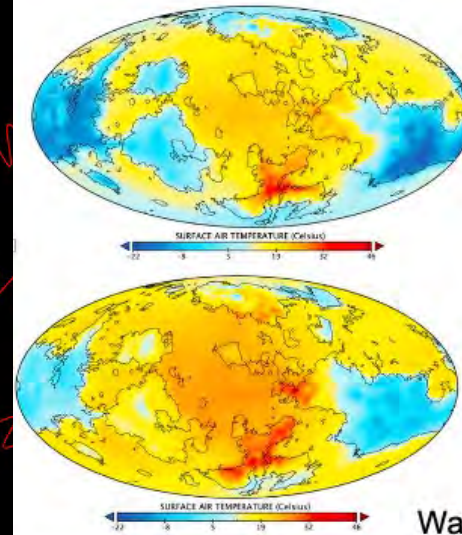 SURFACE AIR TEMPERATURE (Celsius)
-22 -8 5 19 32 46
SURFACE AIR TEMPERATURE (Celsius)
-22 -8 5 19 32 46
Wa